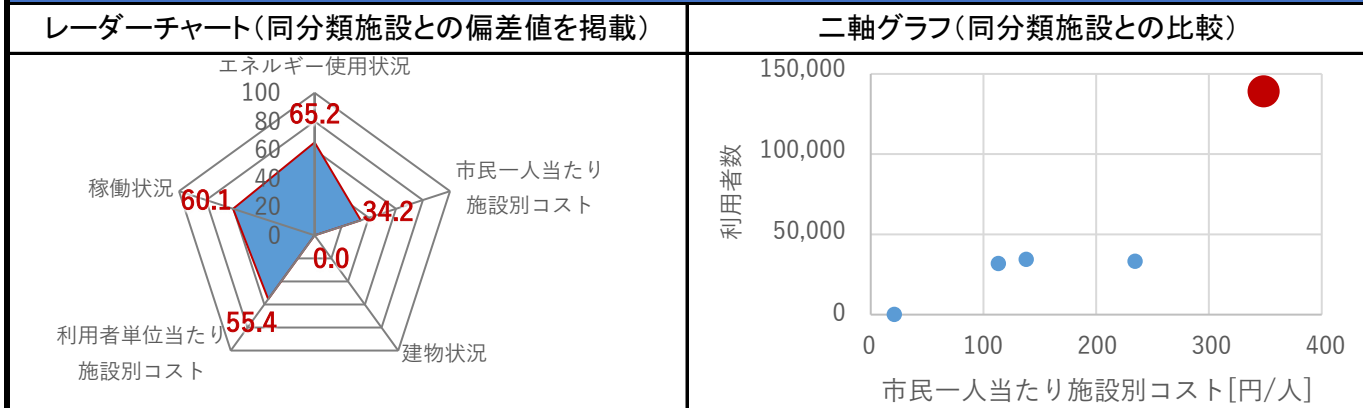 レーダーチャート（同分類施設との偏差値を掲載）
エネルギー使用状況
100
80
60
40
20
0
65.2
市民一人当たり
施設別コスト
34.2
0.0
建物状況
55.4
利用者単位当たり
施設別コスト
60.1
稼働状況
二軸グラフ（同分類施設との比較）
150,000
100,000
50,000
0
利用者数
0 100 200 300 400
市民一人当たり施設別コスト[円/人]